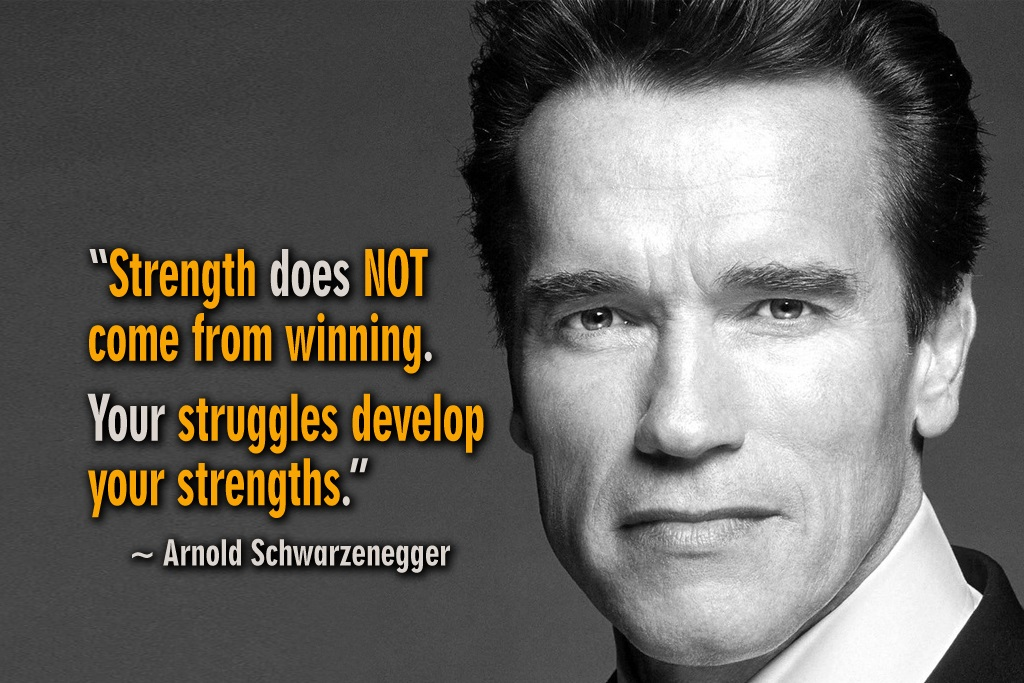 “Strength does NOT
come from winning.
Your struggles develop
your strengths.”
~ Arnold Schwarzenegger